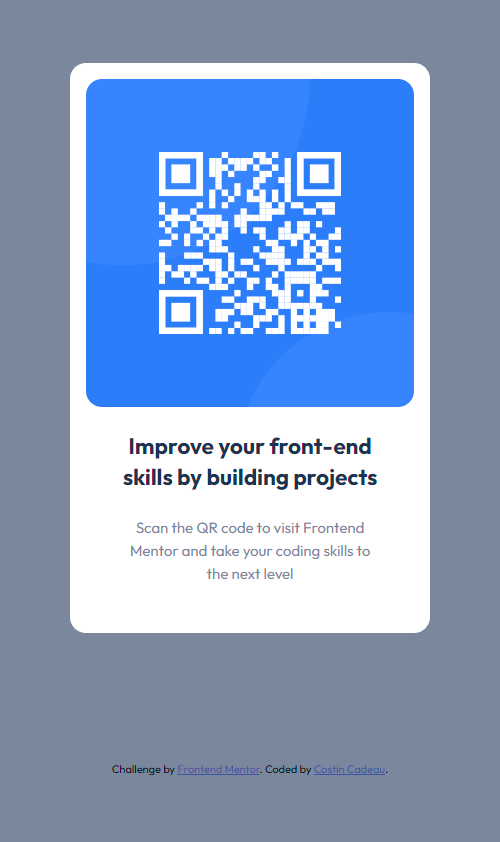 Improve your front-end
skills by building projects
Scan the QR code to visit Frontend
Mentor and take your coding skills to
the next level
Challenge by Frontend Mentor. Coded by Costin Cadeau.